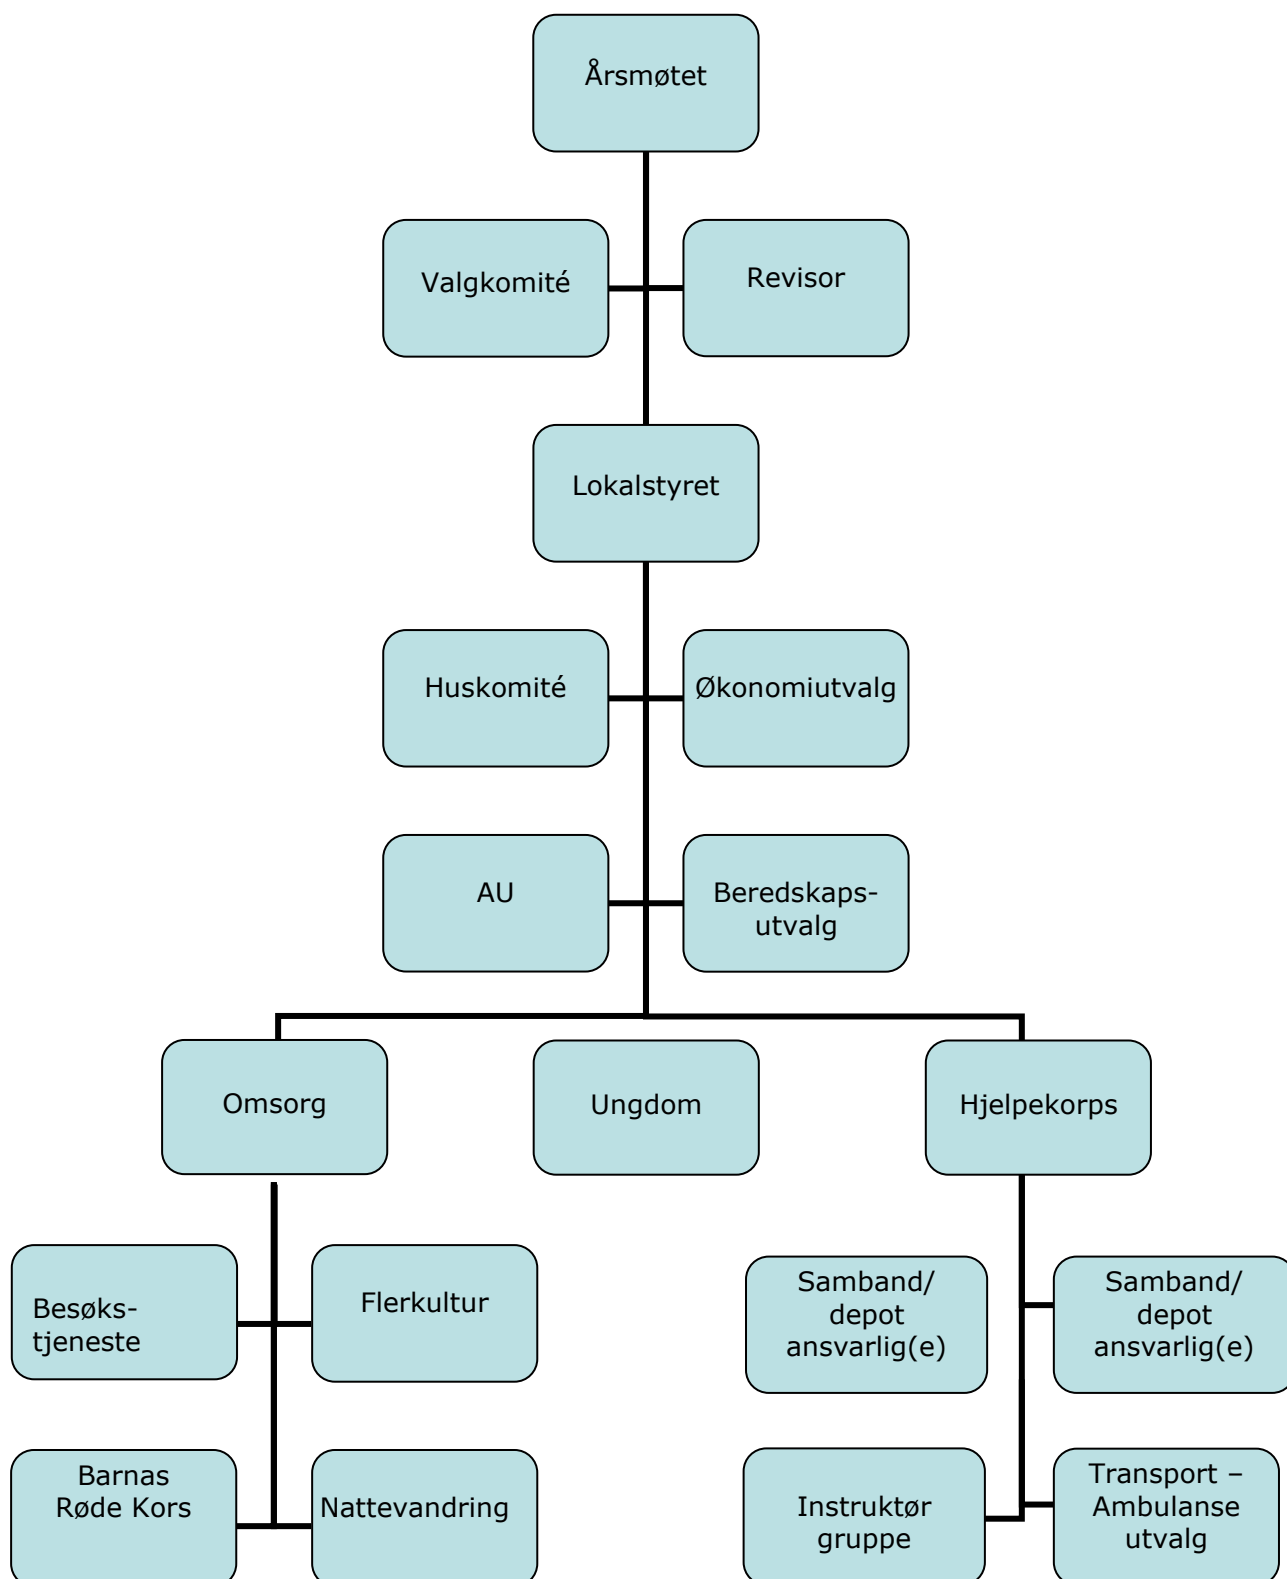 Årsmøtet
Valgkomité
Revisor
Lokalstyret
Huskomité
Økonomiutvalg
AU
Beredskaps-
utvalg
Omsorg
Ungdom
Hjelpekorps
Besøks-
tjeneste
Flerkultur
Samband/
depot
ansvarlig(e)
Samband/
depot
ansvarlig(e)
Barnas
Røde Kors
Nattevandring
Instruktør
gruppe
Transport –
Ambulanse
utvalg